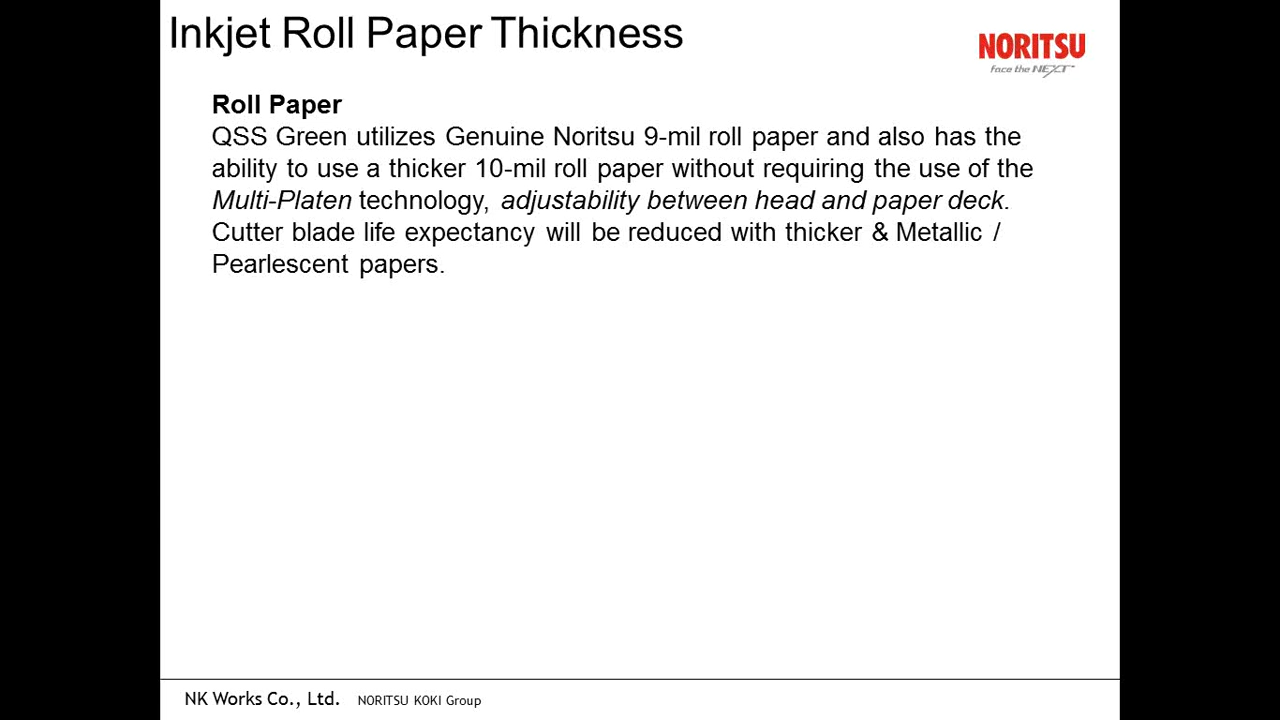 Inkjet Roll Paper Thickness
NORITSU
face the NEXT™
Roll Paper
QSS Green utilizes Genuine Noritsu 9-mil roll paper and also has the
ability to use a thicker 10-mil roll paper without requiring the use of the
Multi-Platen technology, adjustability between head and paper deck.
Cutter blade life expectancy will be reduced with thicker & Metallic /
Pearlescent papers.
NK Works Co., Ltd. NORITSU KOKI Group